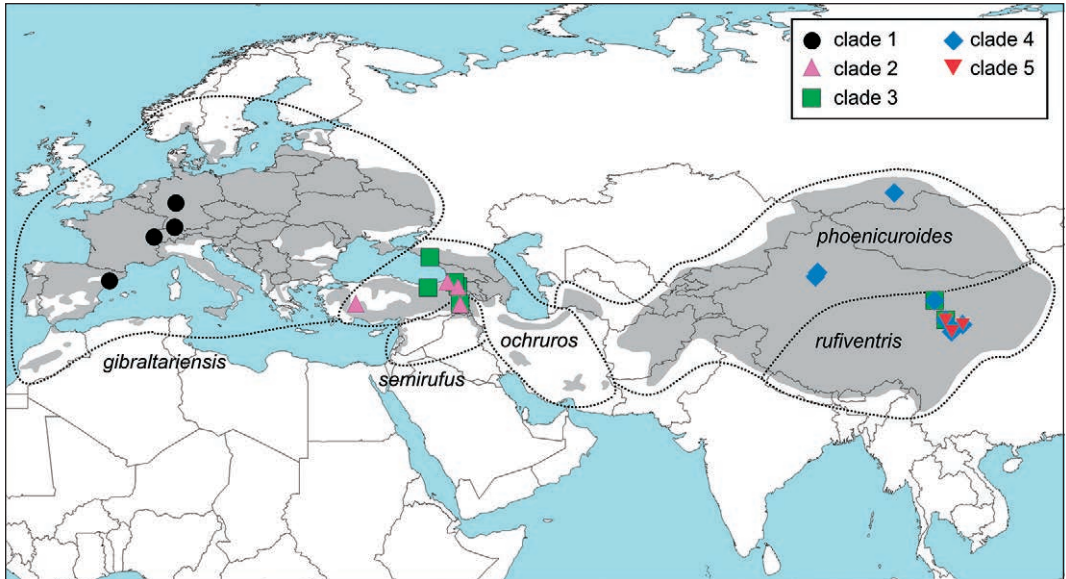 clade 1
clade 4
clade 2
clade 5
clade 3
phoenicuroides
ochruros
rufiventris
gibraltariensis
semirufus